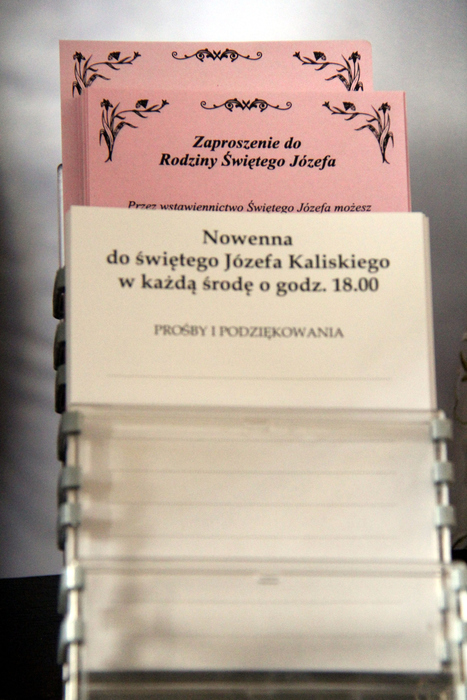 Zaproszenie do
Rodziny Świętego Józefa
Przez wstawiennictwo Świętego Józefa możesz
Nowenna
do świętego Józefa Kaliskiego
w każdą środę o godz. 18.00
PROŚBY I PODZIĘKOWANIA